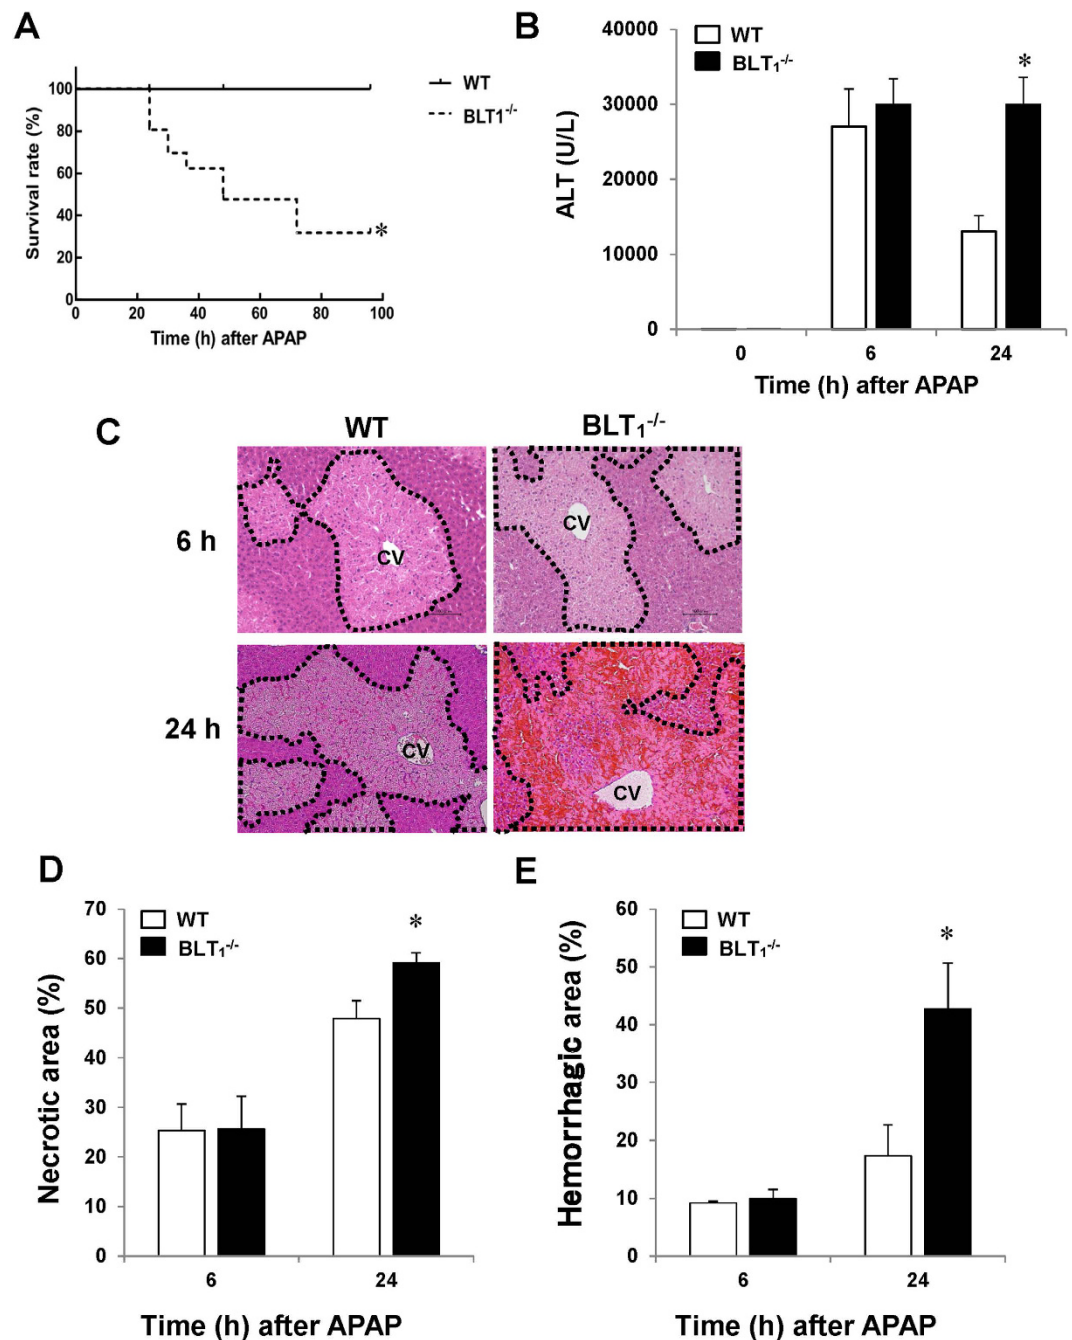 A
Survival rate (%)
100
80
60
40
20
0
0 20 40 60 80 100
Time (h) after APAP
WT
BLT1-/-
*
B
ALT (U/L)
40000
30000
20000
10000
0
WT
BLT1-/-
*
0 6 24
Time (h) after APAP
C
WT BLT1-/-
6 h
CV
CV
24 h
CV
CV
D
Necrotic area (%)
70
60
50
40
30
20
10
0
WT
BLT1-/-
*
6 24
Time (h) after APAP
E
Hemorrhagic area (%)
60
50
40
30
20
10
0
WT
BLT1-/-
*
6 24
Time (h) after APAP